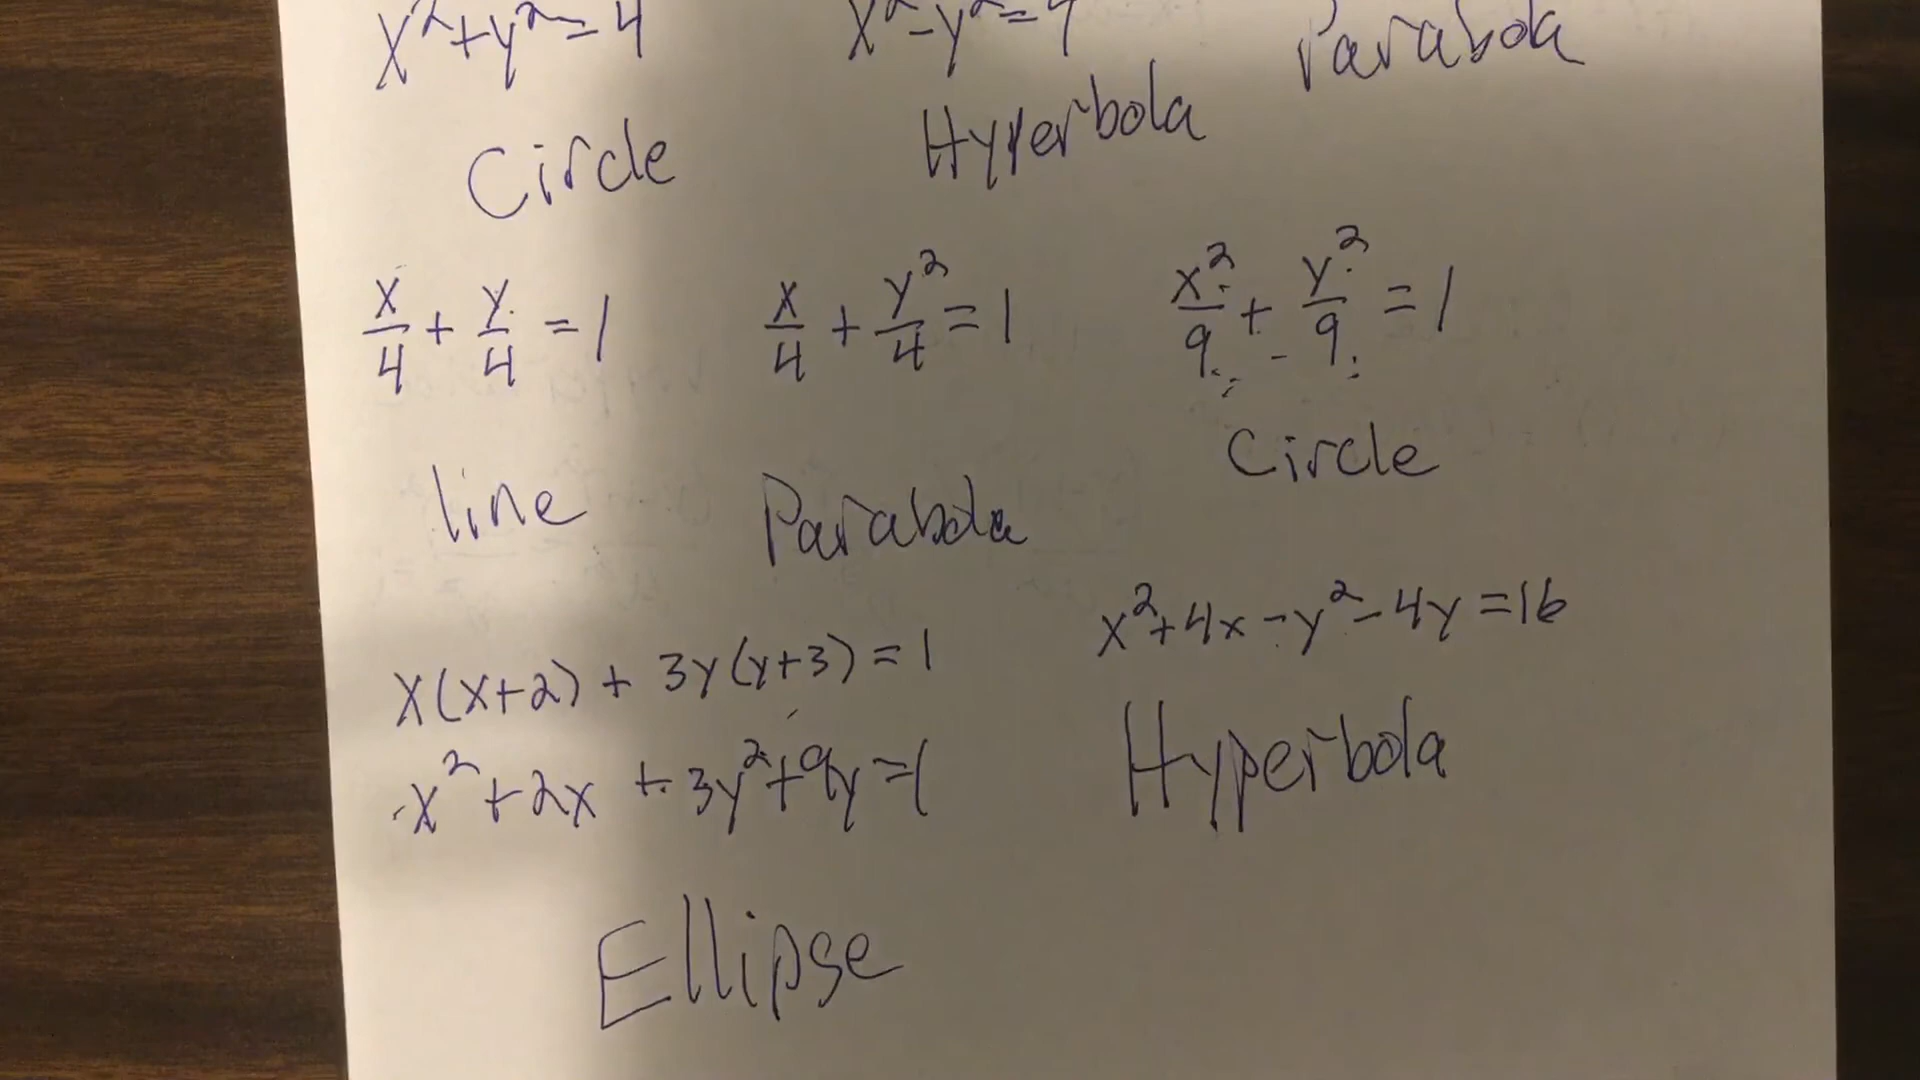 x²+y²=4
x²-y²=4
Parabola
Circle
Hyperbola
x/4 + y/4 = 1
x/4 + y²/4 = 1
x²/9 + y²/9 = 1
line
Parabola
Circle
x(x+2) + 3y(y+3) = 1
x²+2x + 3y²+9y=1
Ellipse
x²+4x-y²-4y=16
Hyperbola